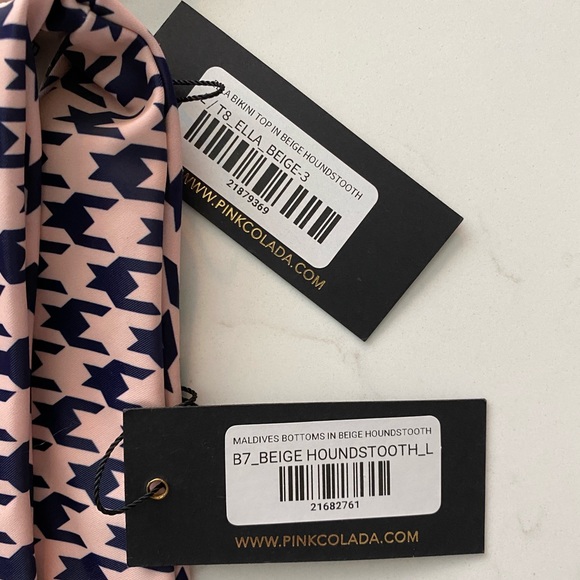 BIKINI TOP IN BEIGE HOUNDSTOOTH
/ T8_ELLA_BEIGE-3
21879369
WWW.PINKCOLADA.COM
MALDIVES BOTTOMS IN BEIGE HOUNDSTOOTH
B7_BEIGE HOUNDSTOOTH_L
21682761
WWW.PINKCOLADA.COM